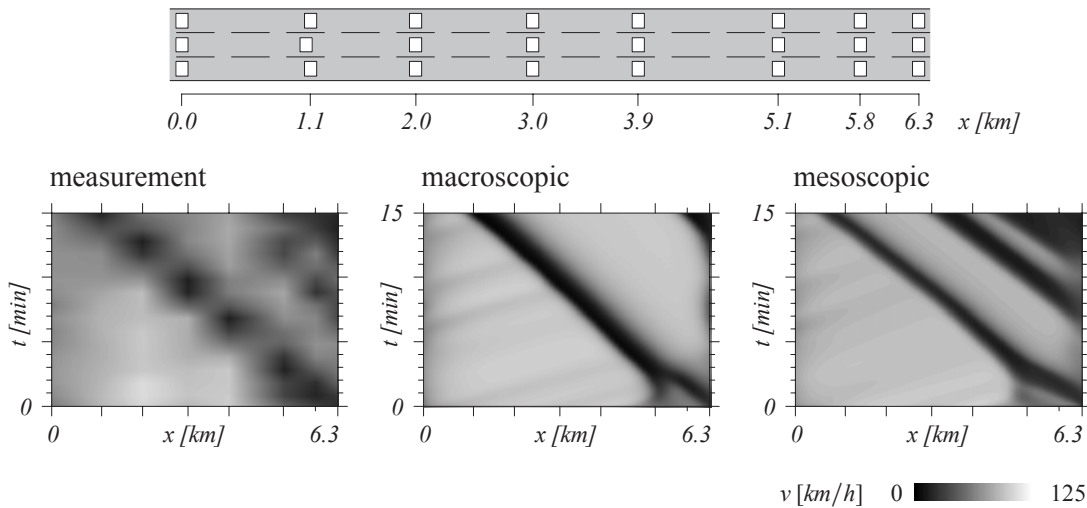 0.0 1.1 2.0 3.0 3.9 5.1 5.8 6.3 x [km]
measurement macroscopic mesoscopic
15 15
t [min] t [min] t [min]
0 0 0
0 x [km] 6.3 0 x [km] 6.3 0 x [km] 6.3
v [km/h] 0 125